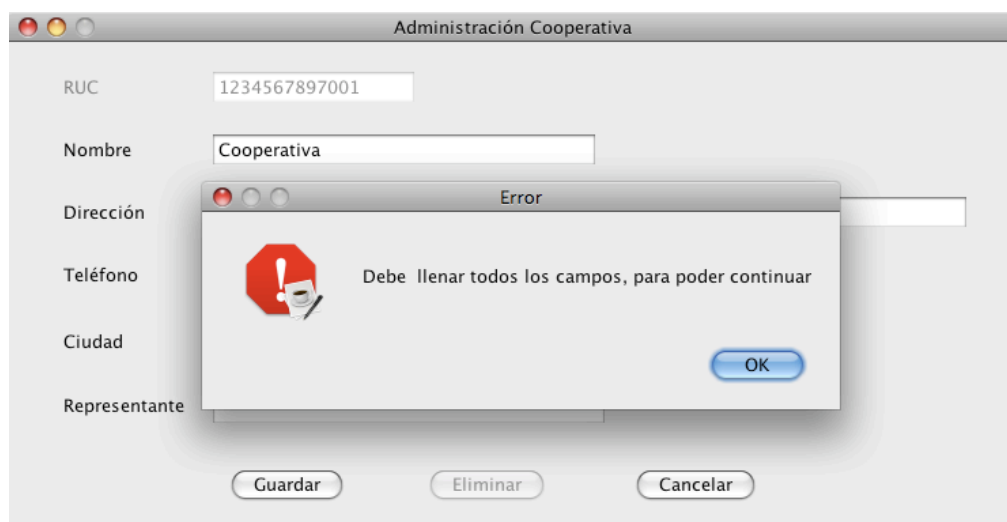 Administración Cooperativa
RUC 1234567897001
Nombre Cooperativa
Error
Dirección
Debe llenar todos los campos, para poder continuar
Teléfono
Ciudad
OK
Representante
Guardar Eliminar Cancelar